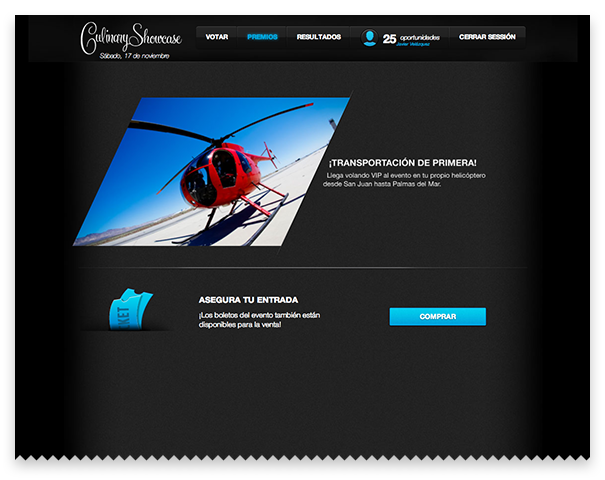 Culinary Showcase
Sábado, 17 de noviembre
VOTAR
PREMIOS
RESULTADOS
25 oportunidades
Javier Velázquez
CERRAR SESSIÓN
¡TRANSPORTACIÓN DE PRIMERA!
Llega volando VIP al evento en tu propio helicóptero
desde San Juan hasta Palmas del Mar.
KET
ASEGURA TU ENTRADA
¡Los boletos del evento también están
disponibles para la venta!
COMPRAR